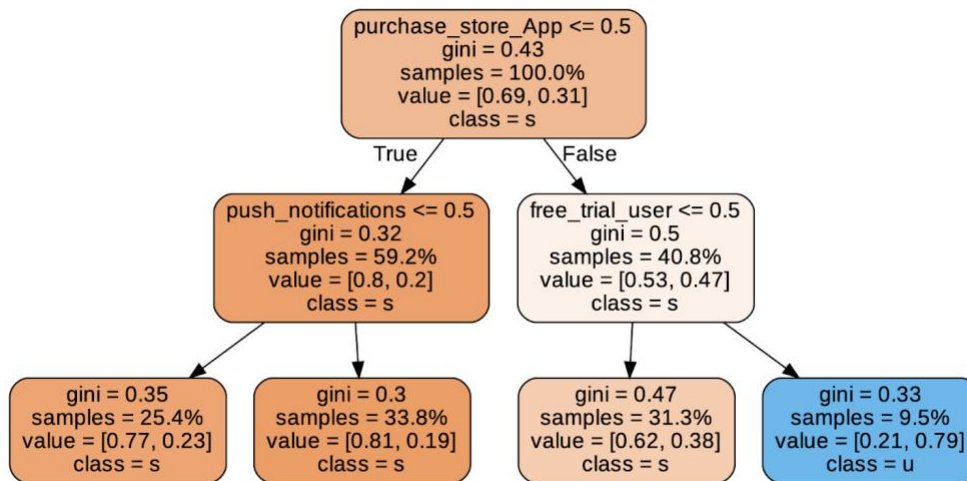 purchase_store_App <= 0.5
gini = 0.43
samples = 100.0%
value = [0.69, 0.31]
class = s
True
False
push_notifications <= 0.5
gini = 0.32
samples = 59.2%
value = [0.8, 0.2]
class = s
free_trial_user <= 0.5
gini = 0.5
samples = 40.8%
value = [0.53, 0.47]
class = s
gini = 0.35
samples = 25.4%
value = [0.77, 0.23]
class = s
gini = 0.3
samples = 33.8%
value = [0.81, 0.19]
class = s
gini = 0.47
samples = 31.3%
value = [0.62, 0.38]
class = s
gini = 0.33
samples = 9.5%
value = [0.21, 0.79]
class = u